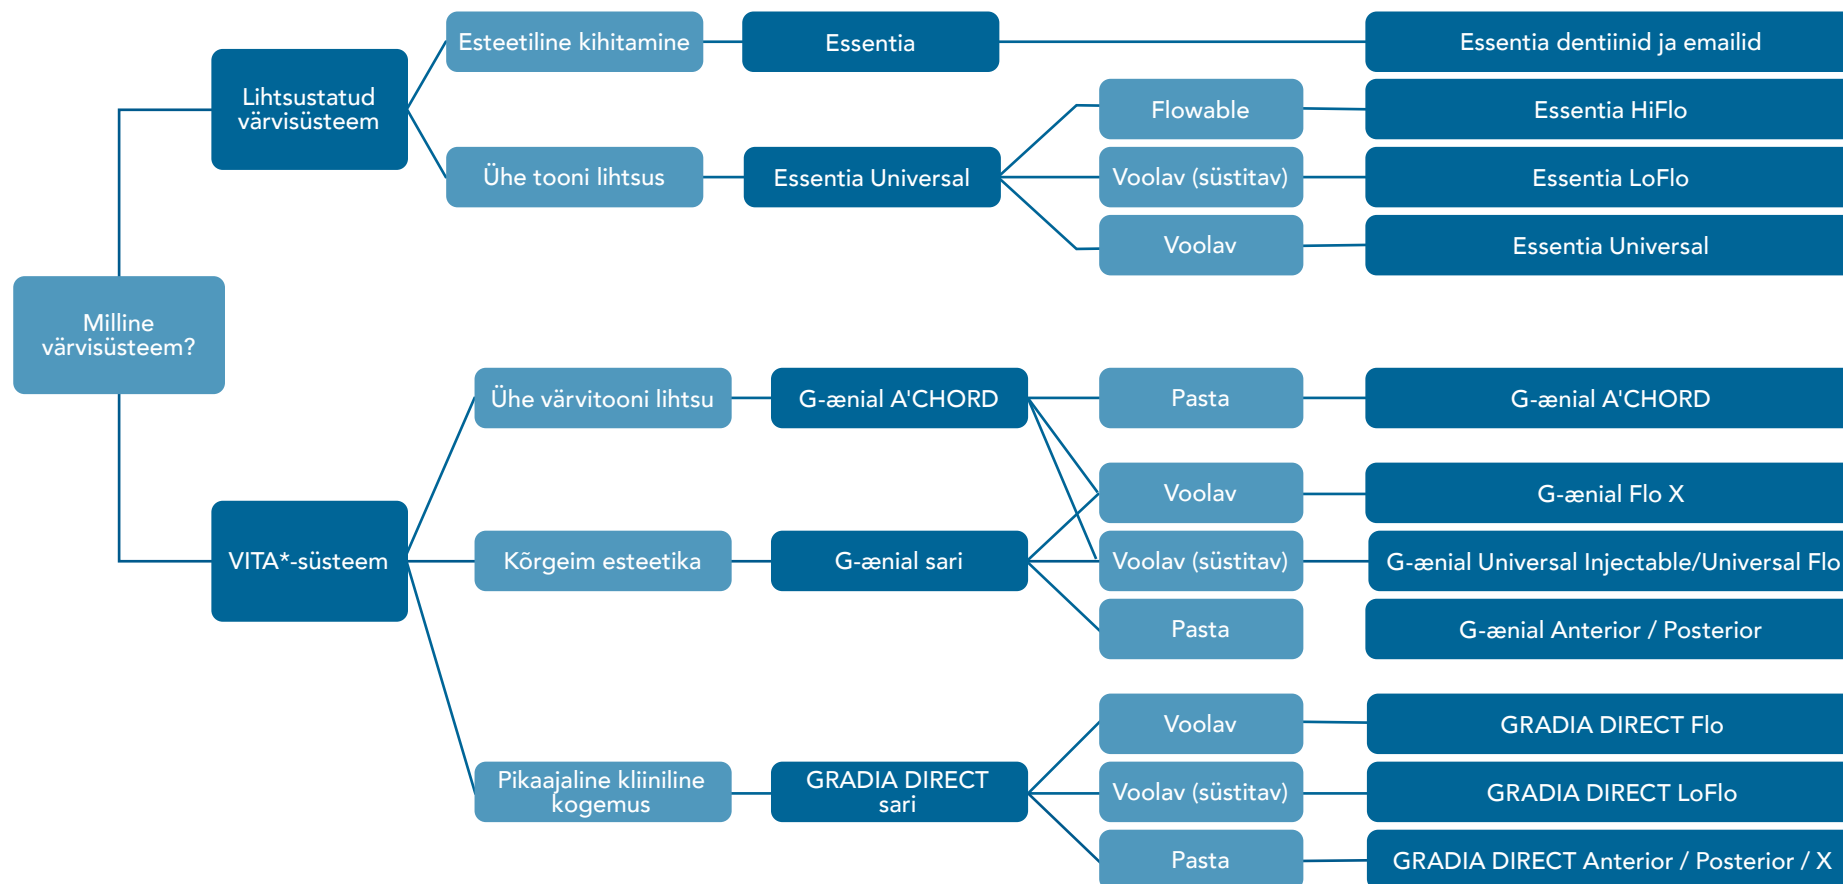 Milline
värvisüsteem?
Lihtsustatud
värvisüsteem
Esteetiline kihitamine
Essentia
Essentia dentiinid ja emailid
Ühe tooni lihtsus
Essentia Universal
Flowable
Essentia HiFlo
Voolav (süstitav)
Essentia LoFlo
Voolav
Essentia Universal
VITA*-süsteem
Ühe värvitooni lihtsu
G-ænial A'CHORD
Pasta
G-ænial A'CHORD
Kõrgeim esteetika
G-ænial sari
Voolav
G-ænial Flo X
Voolav (süstitav)
G-ænial Universal Injectable/Universal Flo
Pasta
G-ænial Anterior / Posterior
Pikaajaline kliiniline
kogemus
GRADIA DIRECT
sari
Voolav
GRADIA DIRECT Flo
Voolav (süstitav)
GRADIA DIRECT LoFlo
Pasta
GRADIA DIRECT Anterior / Posterior / X